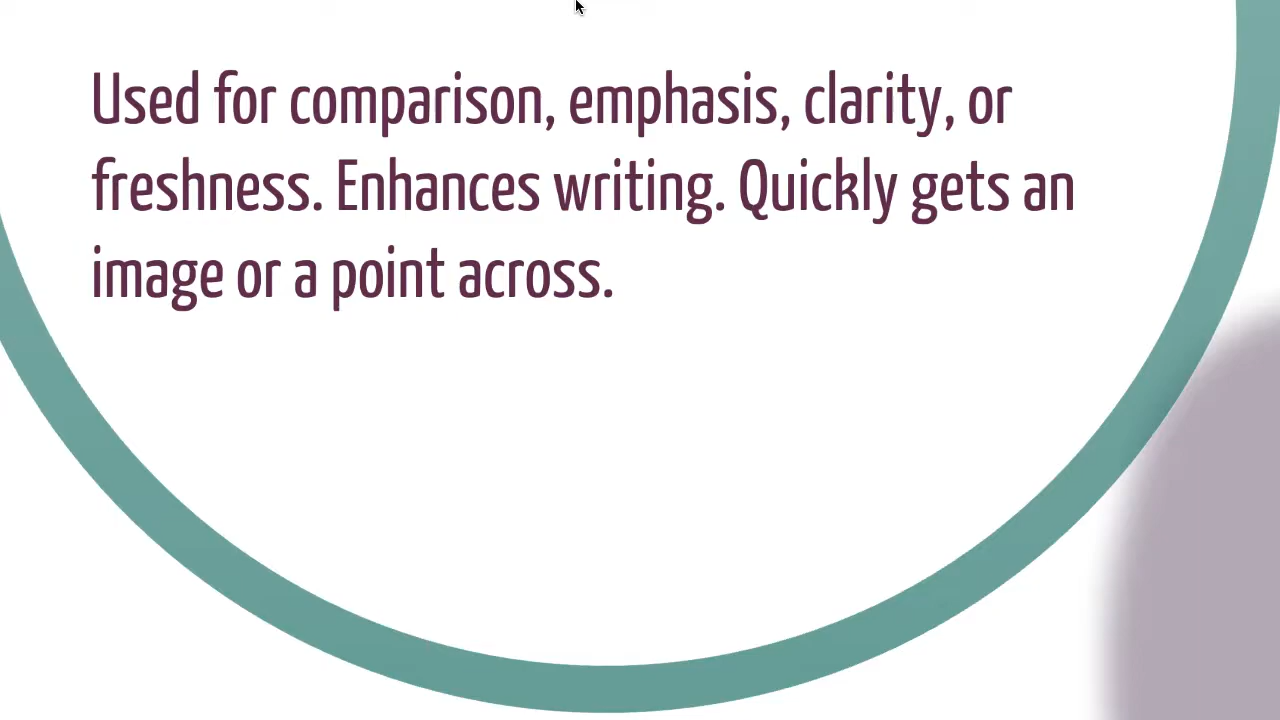 Used for comparison, emphasis, clarity, or
freshness. Enhances writing. Quickly gets an
image or a point across.